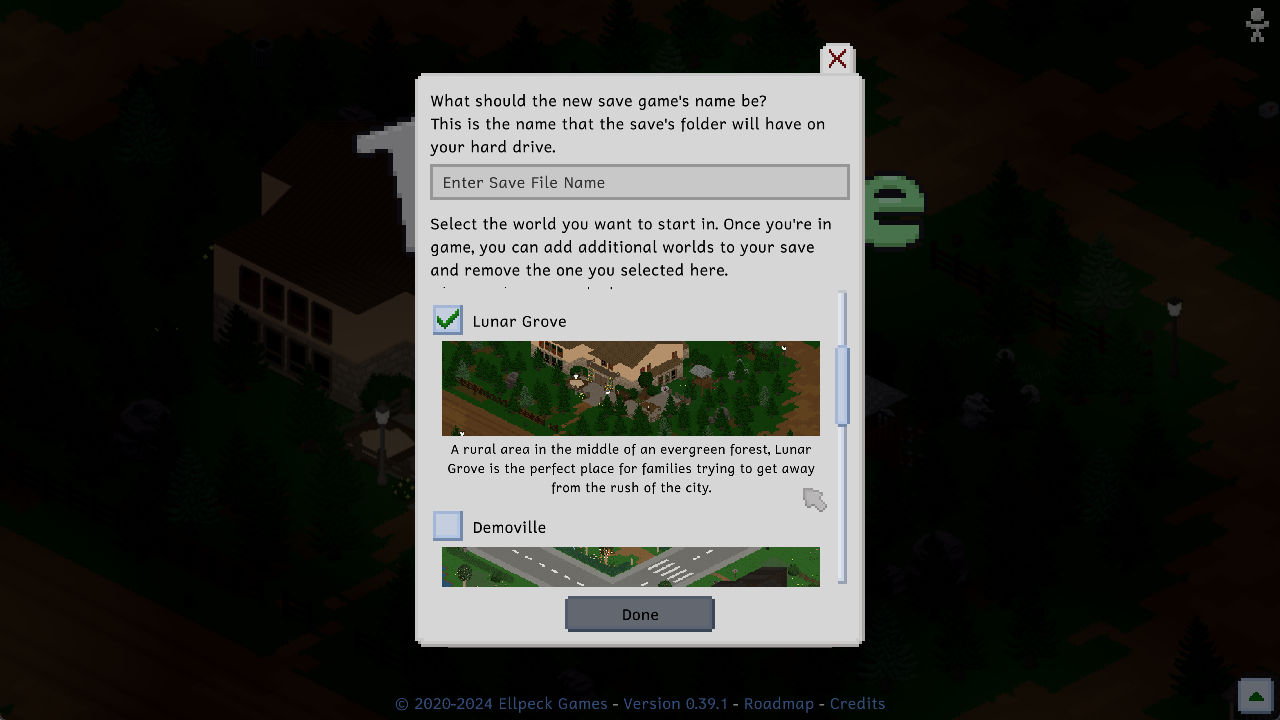 What should the new save game's name be?
This is the name that the save's folder will have on
your hard drive.
Enter Save File Name
Select the world you want to start in. Once you're in
game, you can add additional worlds to your save
and remove the one you selected here.
Lunar Grove
A rural area in the middle of an evergreen forest, Lunar
Grove is the perfect place for families trying to get away
from the rush of the city.
Demoville
Done
© 2020-2024 Ellpeck Games - Version 0.39.1 - Roadmap - Credits